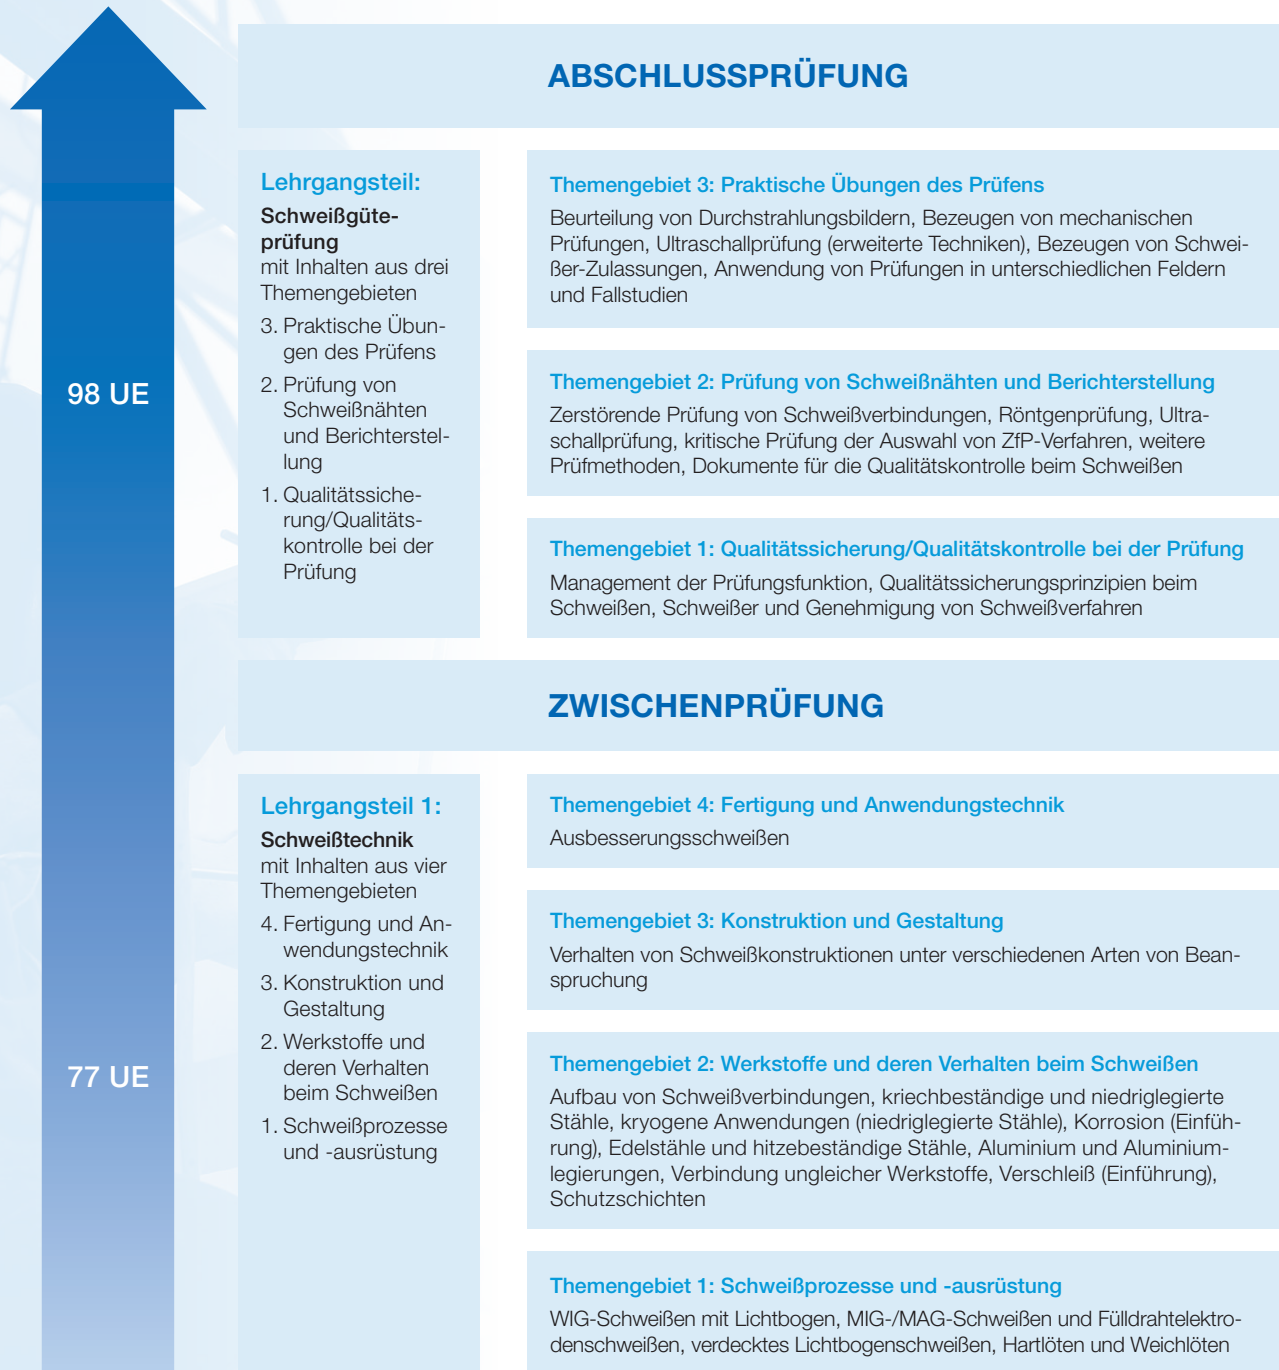 ABSCHLUSSPRÜFUNG
98 UE
Lehrgangsteil:
Schweißgüte-
prüfung
mit Inhalten aus drei
Themengebieten
3. Praktische Übun-
gen des Prüfens
2. Prüfung von
Schweißnähten
und Berichterstel-
lung
1. Qualitätssiche-
rung/Qualitäts-
kontrolle bei der
Prüfung
Themengebiet 3: Praktische Übungen des Prüfens
Beurteilung von Durchstrahlungsbildern, Bezeugen von mechanischen
Prüfungen, Ultraschallprüfung (erweiterte Techniken), Bezeugen von Schwei-
ßer-Zulassungen, Anwendung von Prüfungen in unterschiedlichen Feldern
und Fallstudien
Themengebiet 2: Prüfung von Schweißnähten und Berichterstellung
Zerstörende Prüfung von Schweißverbindungen, Röntgenprüfung, Ultra-
schallprüfung, kritische Prüfung der Auswahl von ZfP-Verfahren, weitere
Prüfmethoden, Dokumente für die Qualitätskontrolle beim Schweißen
Themengebiet 1: Qualitätssicherung/Qualitätskontrolle bei der Prüfung
Management der Prüfungsfunktion, Qualitätssicherungsprinzipien beim
Schweißen, Schweißer und Genehmigung von Schweißverfahren
ZWISCHENPRÜFUNG
77 UE
Lehrgangsteil 1:
Schweißtechnik
mit Inhalten aus vier
Themengebieten
4. Fertigung und An-
wendungstechnik
3. Konstruktion und
Gestaltung
2. Werkstoffe und
deren Verhalten
beim Schweißen
1. Schweißprozesse
und -ausrüstung
Themengebiet 4: Fertigung und Anwendungstechnik
Ausbesserungsschweißen
Themengebiet 3: Konstruktion und Gestaltung
Verhalten von Schweißkonstruktionen unter verschiedenen Arten von Bean-
spruchung
Themengebiet 2: Werkstoffe und deren Verhalten beim Schweißen
Aufbau von Schweißverbindungen, kriechbeständige und niedriglegierte
Stähle, kryogene Anwendungen (niedriglegierte Stähle), Korrosion (Einfüh-
rung), Edelstähle und hitzebeständige Stähle, Aluminium und Aluminium-
legierungen, Verbindung ungleicher Werkstoffe, Verschleiß (Einführung),
Schutzschichten
Themengebiet 1: Schweißprozesse und -ausrüstung
WIG-Schweißen mit Lichtbogen, MIG-/MAG-Schweißen und Fülldrahtelektro-
denschweißen, verdecktes Lichtbogenschweißen, Hartlöten und Weichlöten